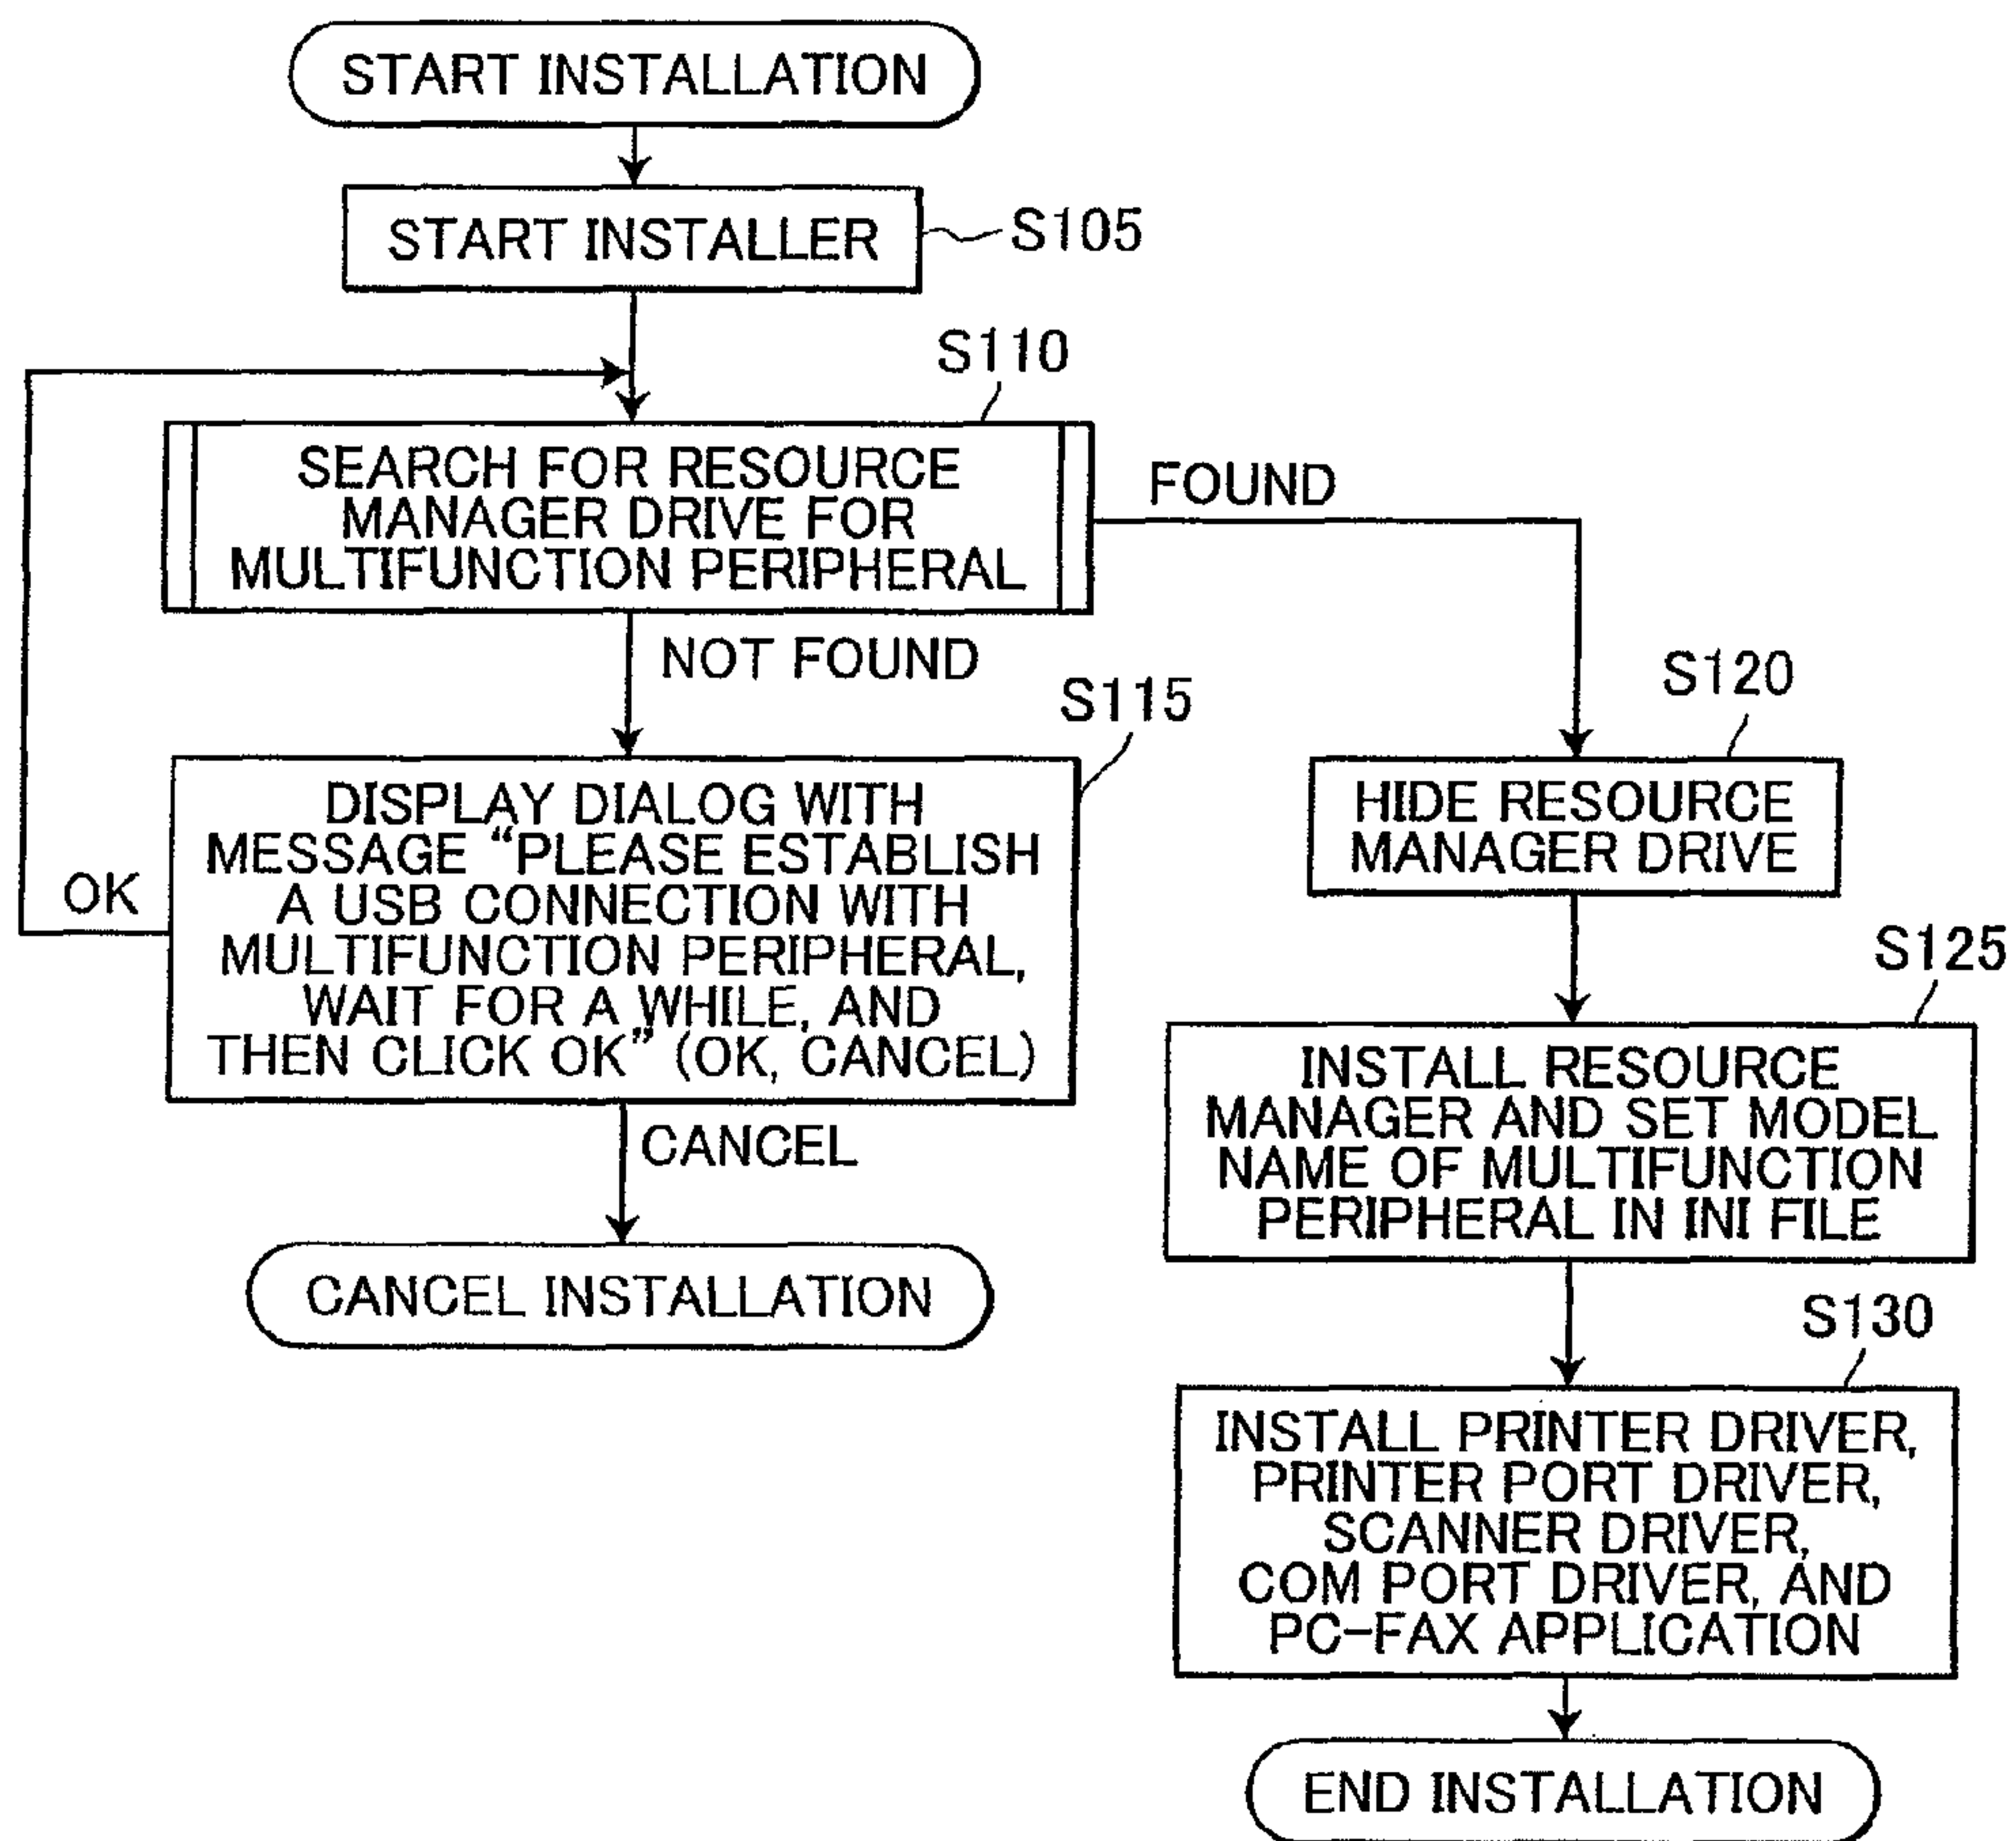 START INSTALLATION
START INSTALLER
S105
S110
SEARCH FOR RESOURCE
MANAGER DRIVE FOR
MULTIFUNCTION PERIPHERAL
FOUND
NOT FOUND
S115
DISPLAY DIALOG WITH
MESSAGE “PLEASE ESTABLISH
A USB CONNECTION WITH
MULTIFUNCTION PERIPHERAL,
WAIT FOR A WHILE, AND
THEN CLICK OK” (OK, CANCEL)
OK
CANCEL
CANCEL INSTALLATION
S120
HIDE RESOURCE
MANAGER DRIVE
S125
INSTALL RESOURCE
MANAGER AND SET MODEL
NAME OF MULTIFUNCTION
PERIPHERAL IN INI FILE
S130
INSTALL PRINTER DRIVER,
PRINTER PORT DRIVER,
SCANNER DRIVER,
COM PORT DRIVER, AND
PC-FAX APPLICATION
END INSTALLATION